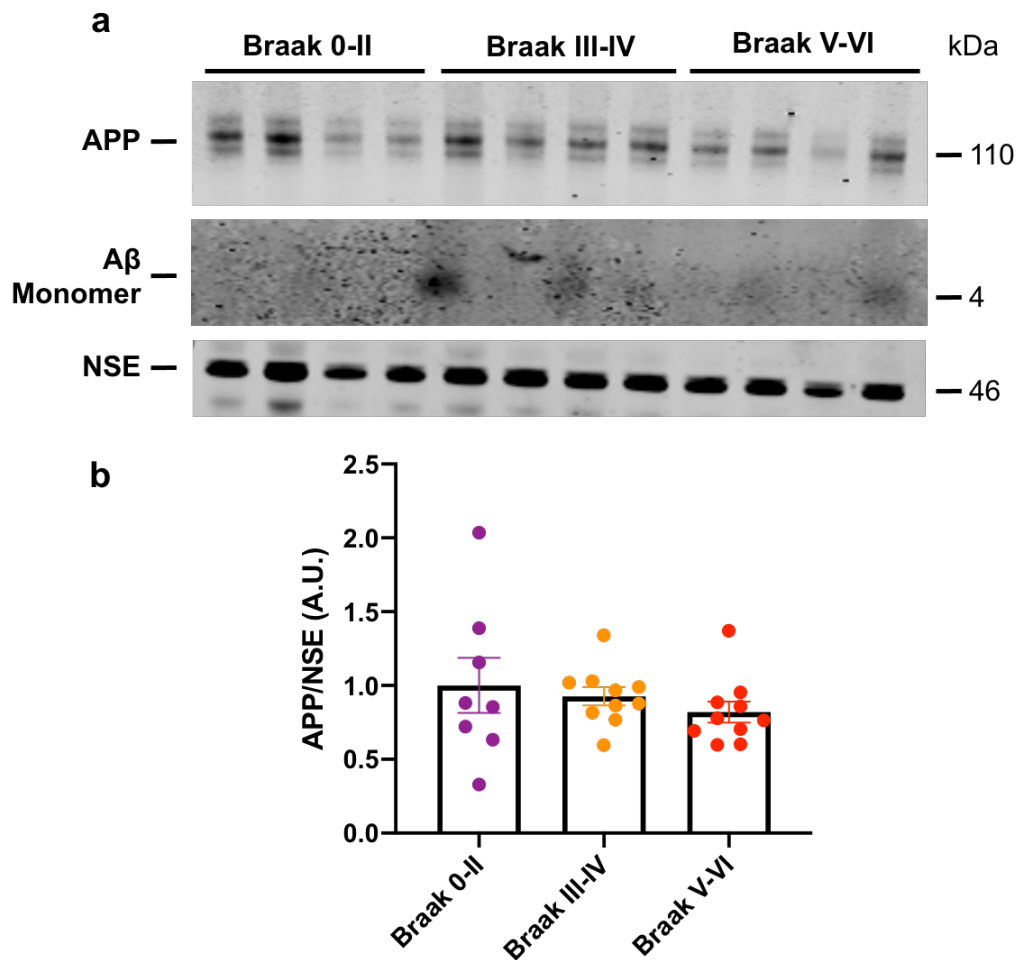 a
Braak 0-II
Braak III-IV
Braak V-VI
kDa
APP
110
Aβ
Monomer
4
NSE
46
b
2.5
2.0
1.5
1.0
0.5
0.0
APP/NSE (A.U.)
Braak 0-II
Braak III-IV
Braak V-VI